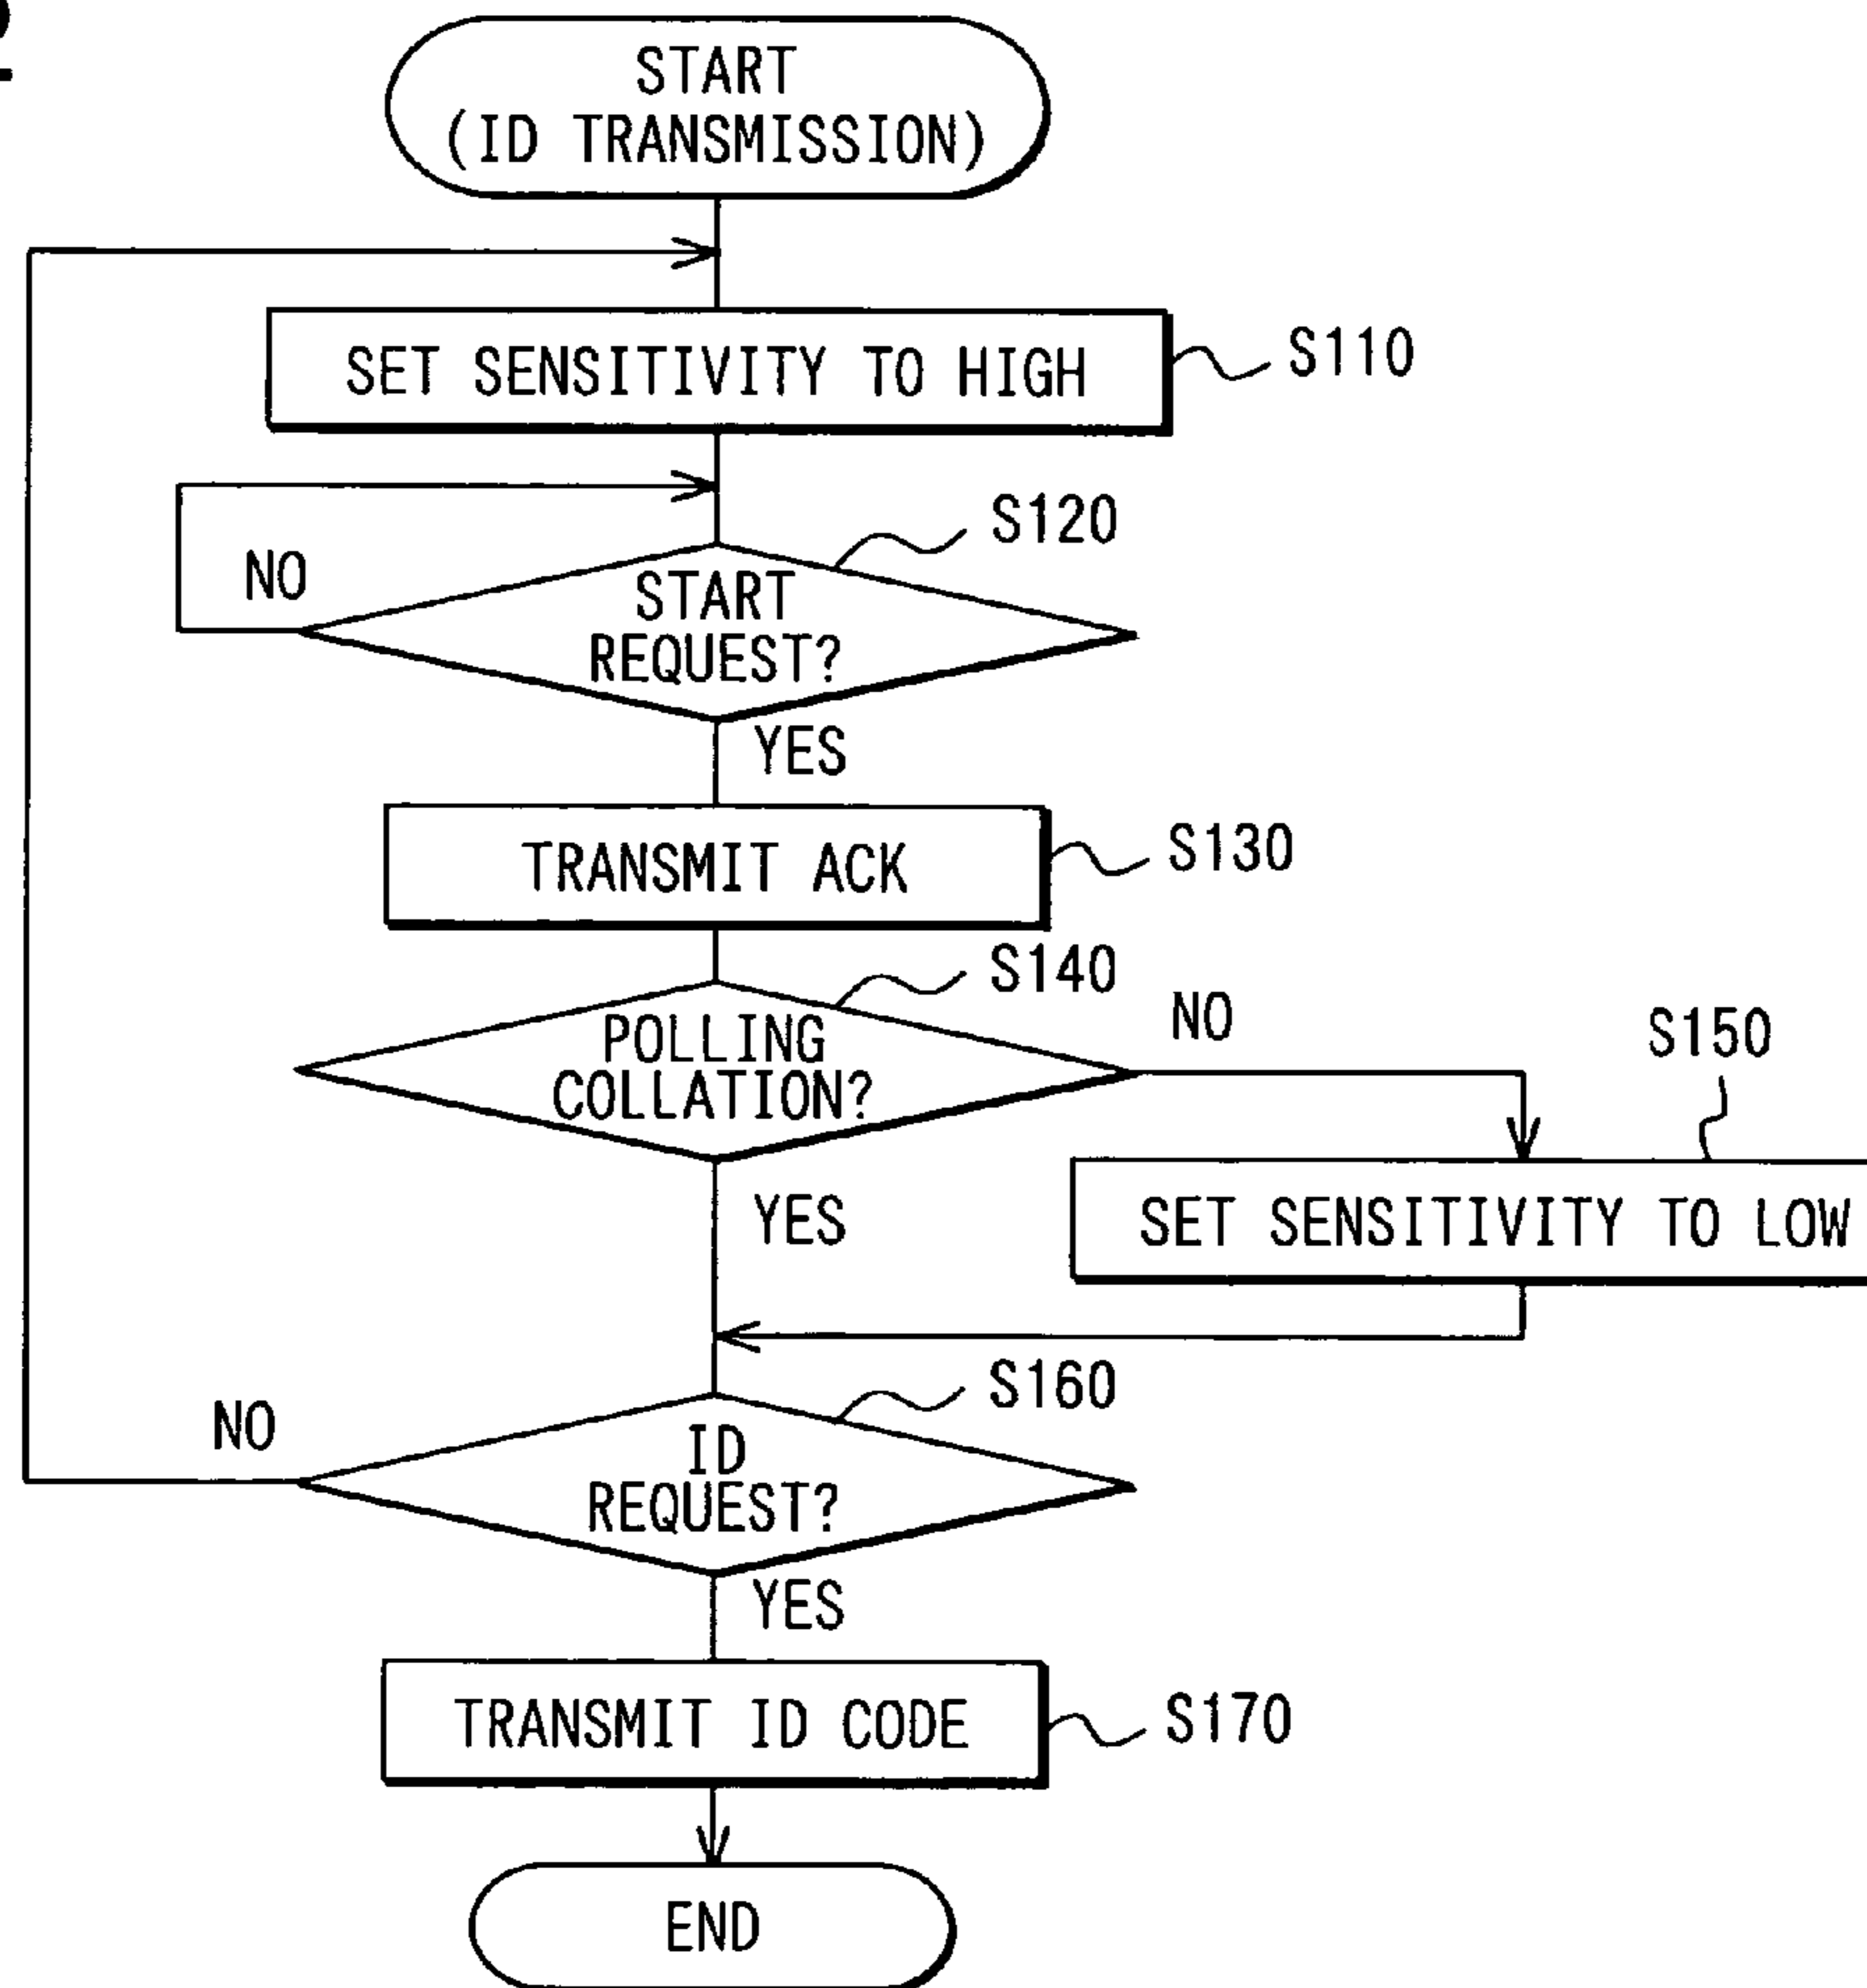 START
(ID TRANSMISSION)
SET SENSITIVITY TO HIGH
S110
S120
NO
START
REQUEST?
YES
TRANSMIT ACK
S130
S140
NO
S150
POLLING
COLLATION?
YES
SET SENSITIVITY TO LOW
S160
NO
ID
REQUEST?
YES
TRANSMIT ID CODE
S170
END